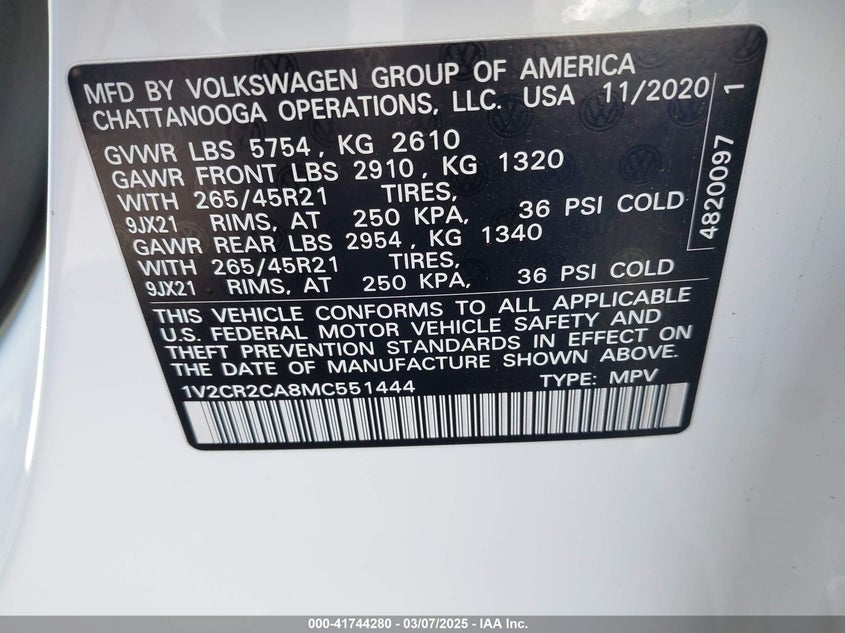 MFD BY VOLKSWAGEN GROUP OF AMERICA
CHATTANOOGA OPERATIONS, LLC. USA 11/2020
GVWR LBS 5754, KG 2610
GAWR FRONT LBS 2910, KG 1320
WITH 265/45R21 TIRES,
9JX21 RIMS, AT 250 KPA, 36 PSI COLD
GAWR REAR LBS 2954, KG 1340
WITH 265/45R21 TIRES,
9JX21 RIMS, AT 250 KPA, 36 PSI COLD
THIS VEHICLE CONFORMS TO ALL APPLICABLE
U.S. FEDERAL MOTOR VEHICLE SAFETY AND
THEFT PREVENTION STANDARDS IN EFFECT ON
THE DATE OF MANUFACTURE SHOWN ABOVE.
1V2CR2CA8MC551444 TYPE: MPV
4820097 1
000-41744280 - 03/07/2025 - IAA Inc.